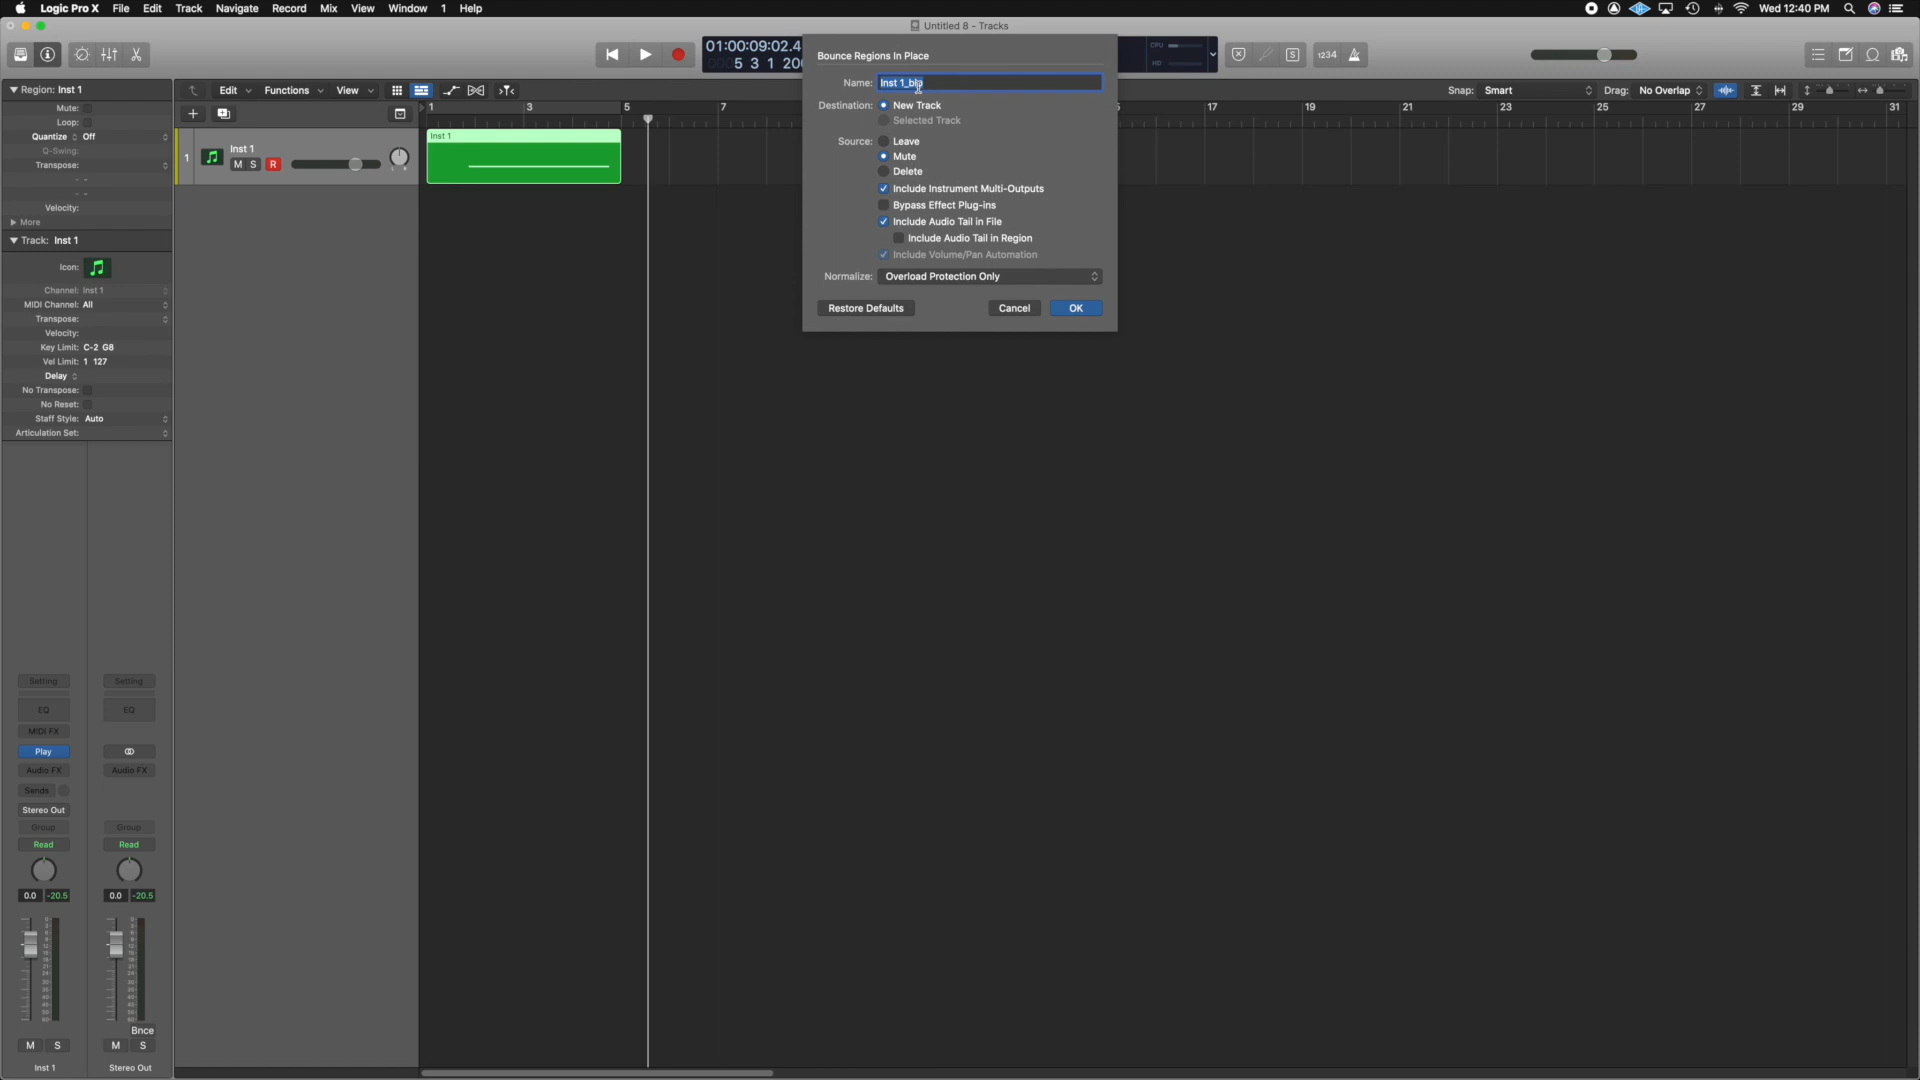 Logic Pro X File Edit Track Navigate Record Mix View Window 1 Help Wed 12:40 PM
Untitled 8 - Tracks
01:00:09:02.4
5 3 1 200
CPU
HD
1234
Region: Inst 1
Mute:
Loop:
Quantize Off
Q-Swing:
Transpose:
Velocity:
More
Track: Inst 1
Icon:
Channel: Inst 1
MIDI Channel: All
Transpose:
Velocity:
Key Limit: C-2 G8
Vel Limit: 1 127
Delay
No Transpose:
No Reset:
Staff Style: Auto
Articulation Set:
Edit Functions View
Snap: Smart Drag: No Overlap
1 3 5 7 17 19 21 23 25 27 29 31
1 Inst 1
M S R
Inst 1
Bounce Regions In Place
Name: Inst 1_bip
Destination: New Track
Selected Track
Source: Leave
Mute
Delete
Include Instrument Multi-Outputs
Bypass Effect Plug-ins
Include Audio Tail in File
Include Audio Tail in Region
Include Volume/Pan Automation
Normalize: Overload Protection Only
Restore Defaults Cancel OK
Setting Setting
EQ EQ
MIDI FX
Play
Audio FX Audio FX
Sends
Stereo Out
Group Group
Read Read
0.0 -20.5 0.0 -20.5
Bnce
M S M S
Inst 1 Stereo Out